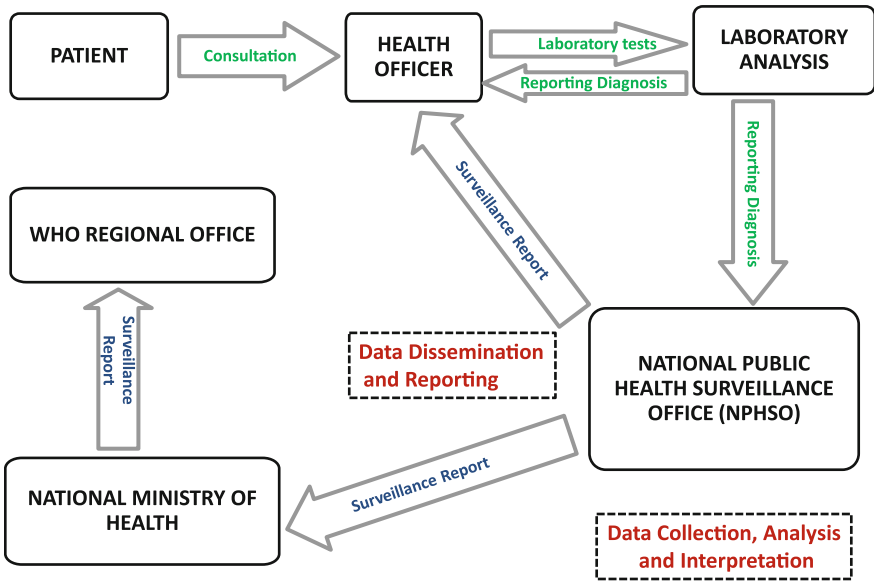 PATIENT
Consultation
HEALTH
OFFICER
Laboratory tests
Reporting Diagnosis
LABORATORY
ANALYSIS
Reporting Diagnosis
Surveillance Report
WHO REGIONAL OFFICE
Surveillance
Report
Data Dissemination
and Reporting
NATIONAL PUBLIC
HEALTH SURVEILLANCE
OFFICE (NPHSO)
Surveillance Report
NATIONAL MINISTRY OF
HEALTH
Data Collection, Analysis
and Interpretation